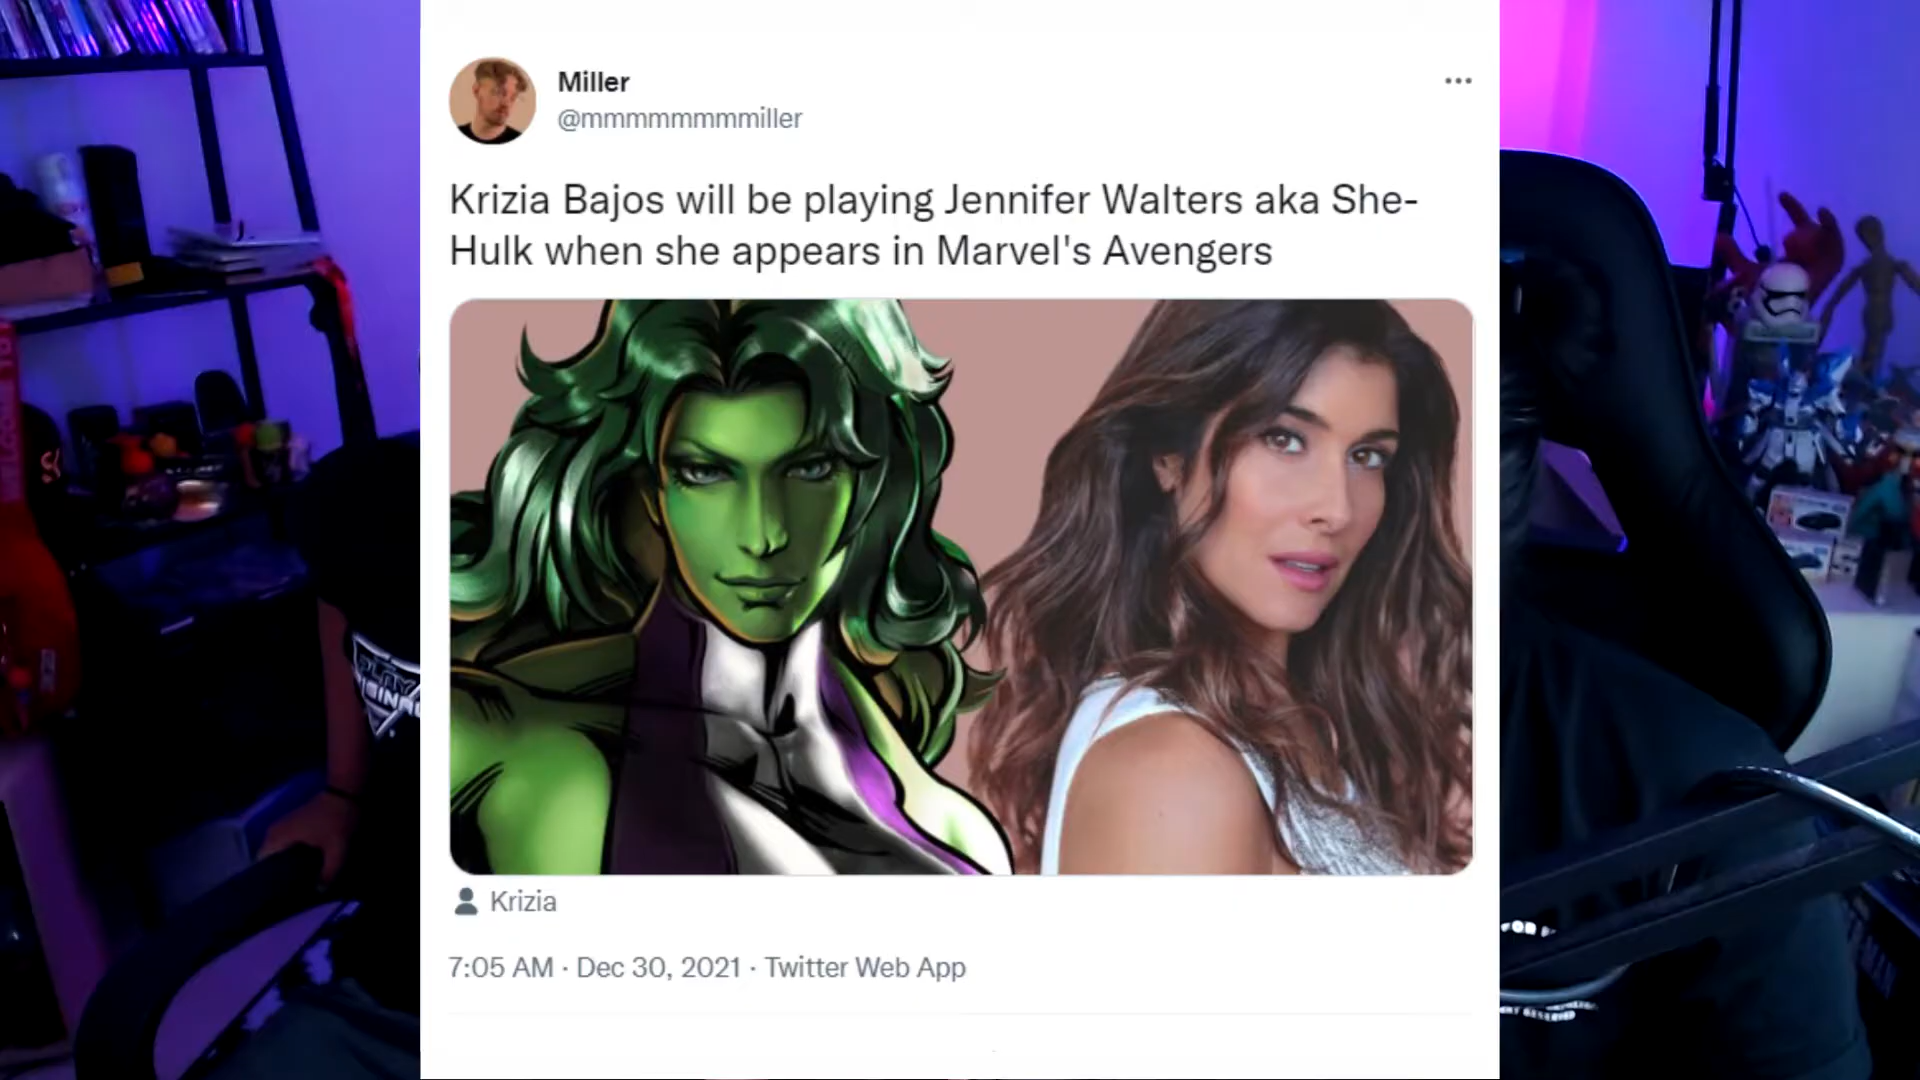 Miller
@mmmmmmmmiller
Krizia Bajos will be playing Jennifer Walters aka She-
Hulk when she appears in Marvel's Avengers
Krizia
7:05 AM · Dec 30, 2021 · Twitter Web App
PLAY